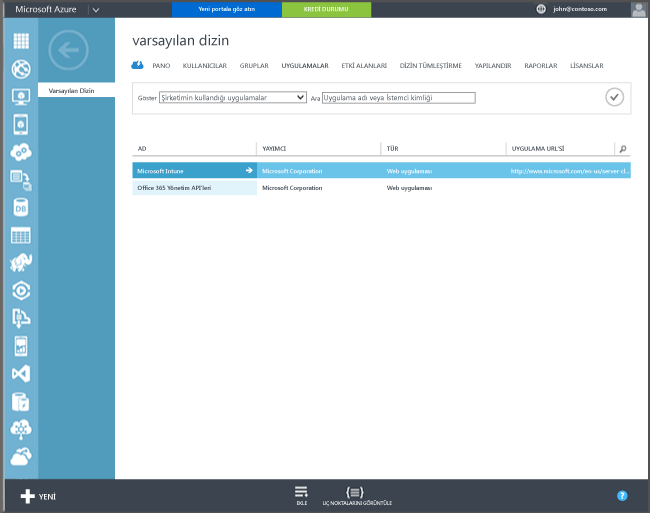 Microsoft Azure
Yeni portala göz atın
KREDİ DURUMU
john@contoso.com
varsayılan dizin
PANO KULLANICILAR GRUPLAR UYGULAMALAR ETKİ ALANLARI DİZİN TÜMLEŞTİRME YAPILANDIR RAPORLAR LİSANSLAR
Varsayılan Dizin
Göster Şirketimin kullandığı uygulamalar Ara Uygulama adı veya İstemci kimliği
AD YAYIMCI TÜR UYGULAMA URL'Sİ
Microsoft Intune Microsoft Corporation Web uygulaması http://www.microsoft.com/en-us/server-cl...
Office 365 Yönetim API'leri Microsoft Corporation Web uygulaması
DB
YENİ
EKLE
UÇ NOKTALARINI GÖRÜNTÜLE
?